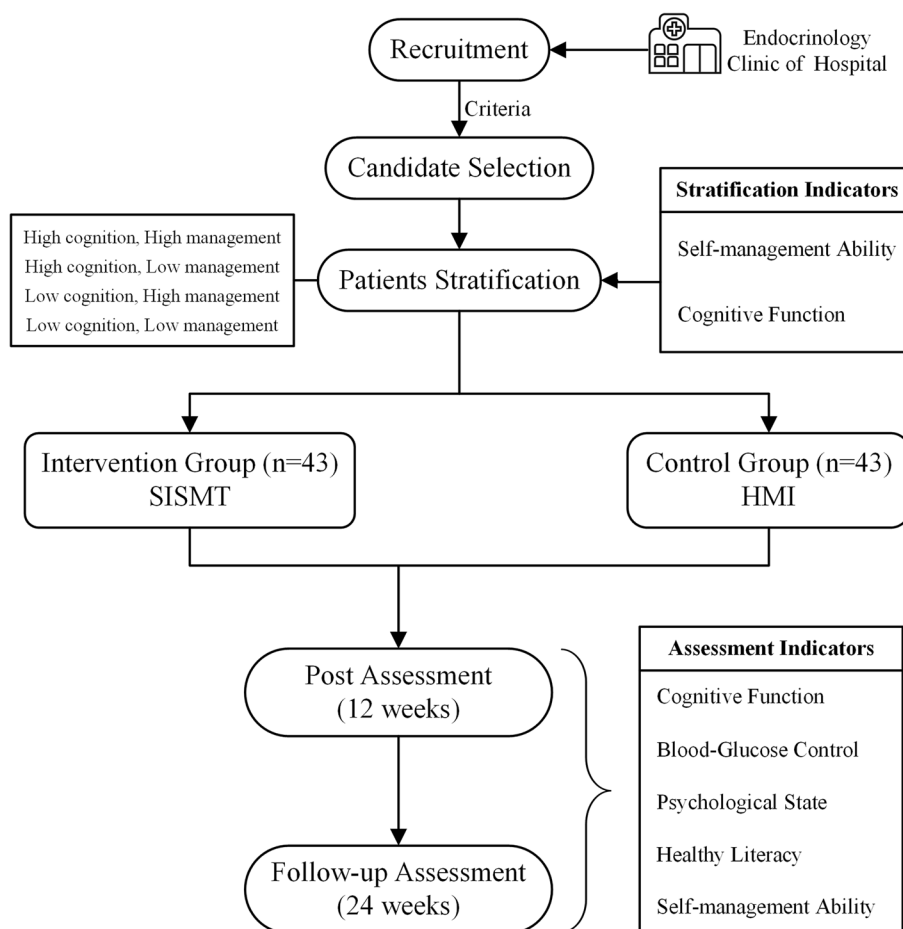 Recruitment
Endocrinology
Clinic of Hospital
Criteria
Candidate Selection
Stratification Indicators
Self-management Ability
Cognitive Function
High cognition, High management
High cognition, Low management
Low cognition, High management
Low cognition, Low management
Patients Stratification
Intervention Group (n=43)
SISMT
Control Group (n=43)
HMI
Post Assessment
(12 weeks)
Follow-up Assessment
(24 weeks)
Assessment Indicators
Cognitive Function
Blood-Glucose Control
Psychological State
Healthy Literacy
Self-management Ability